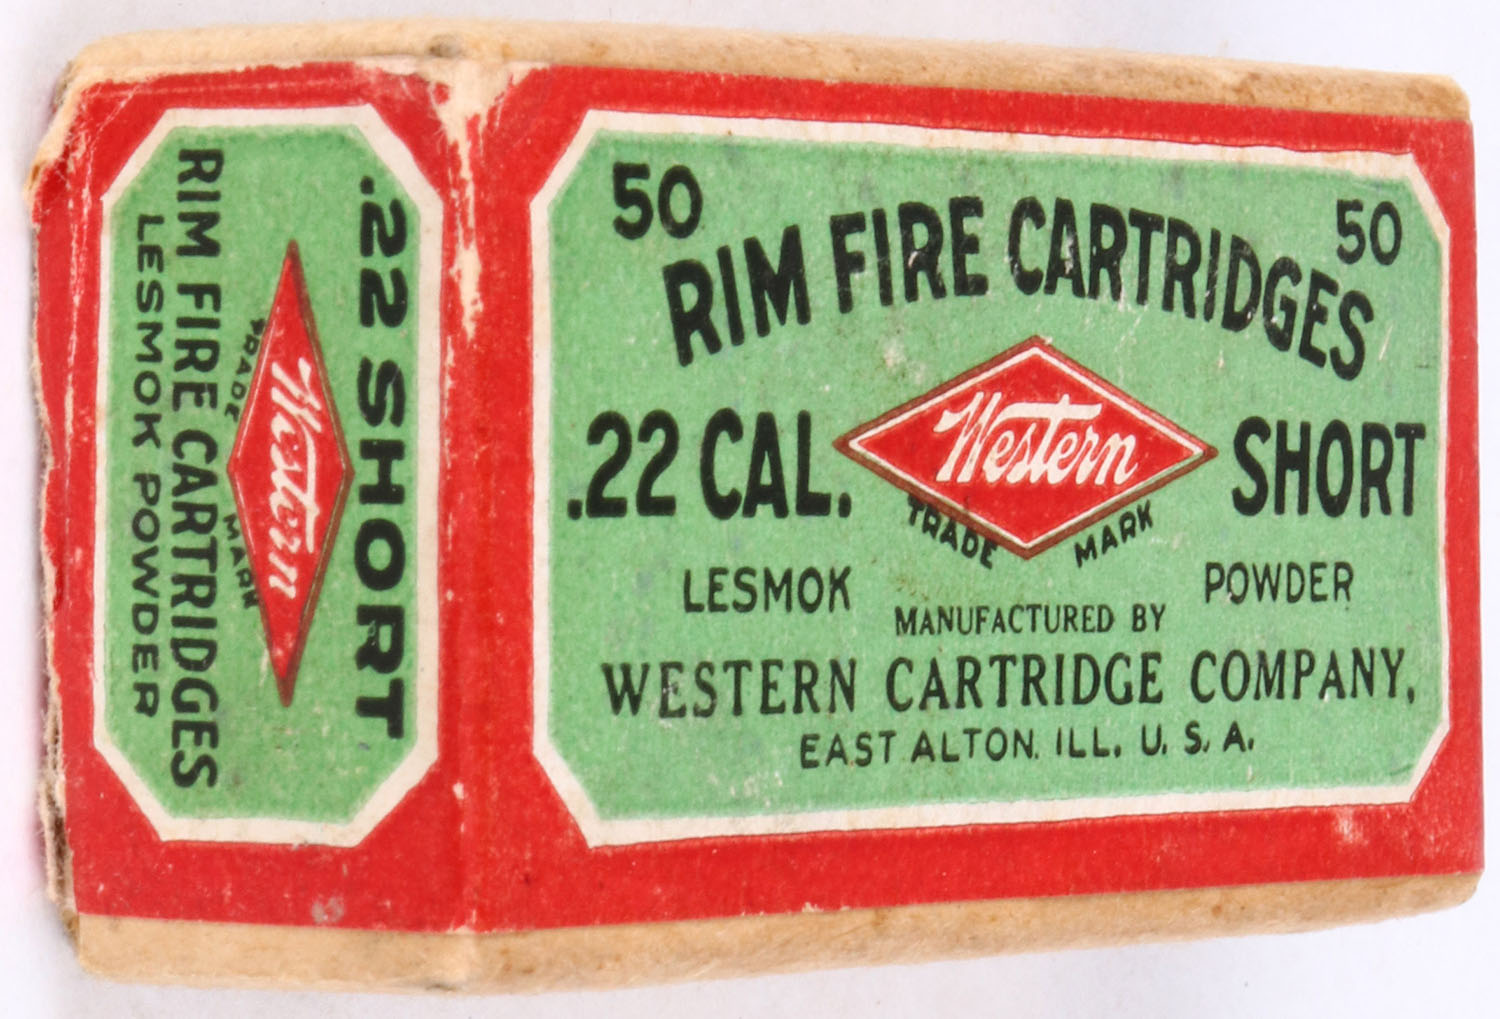 .22 SHORT
Western
TRADE MARK
RIM FIRE CARTRIDGES
LESMOK POWDER
50 50
RIM FIRE CARTRIDGES
.22 CAL. Western SHORT
TRADE MARK
LESMOK POWDER
MANUFACTURED BY
WESTERN CARTRIDGE COMPANY,
EAST ALTON. ILL. U. S. A.